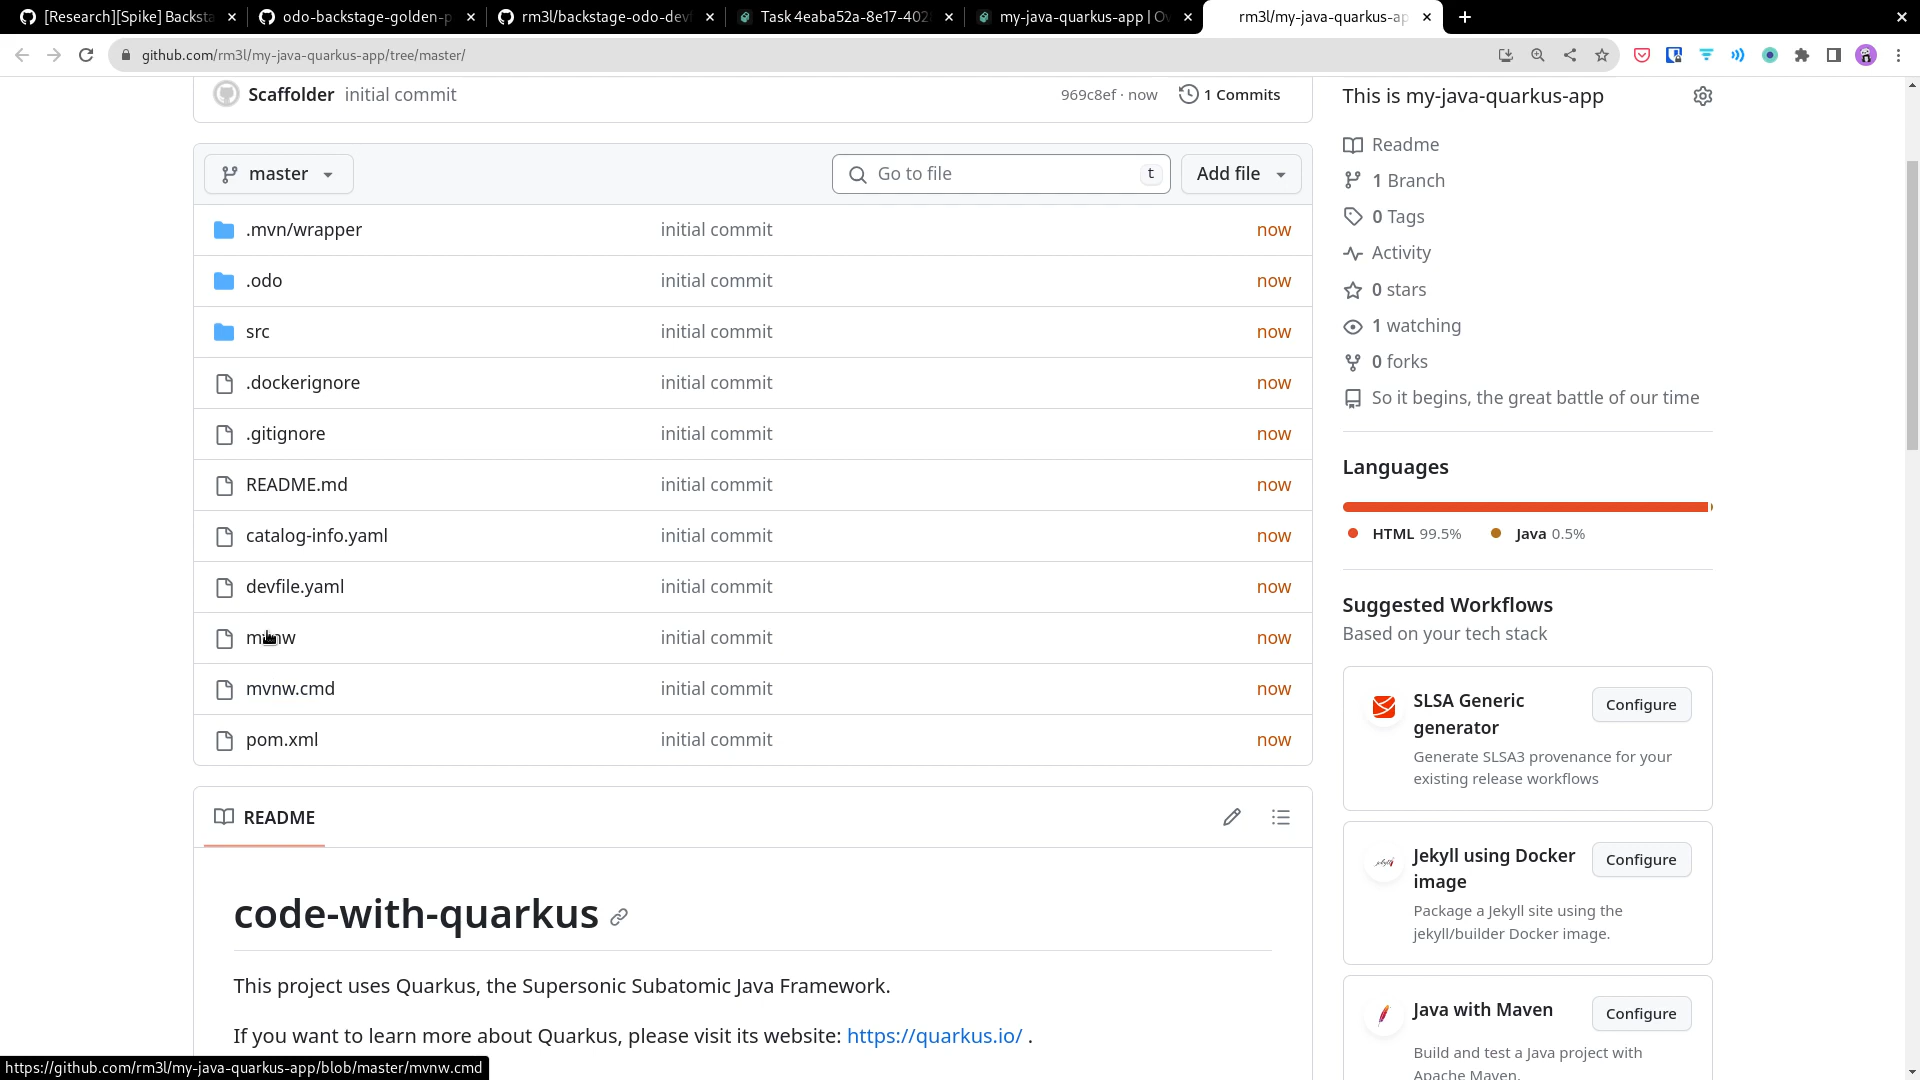 [Research][Spike] Backsta
odo-backstage-golden-p
rm3l/backstage-odo-devf
Task 4eaba52a-8e17-402
my-java-quarkus-app | Ov
rm3l/my-java-quarkus-ap
github.com/rm3l/my-java-quarkus-app/tree/master/
Scaffolder initial commit 969c8ef · now 1 Commits
master Go to file t Add file
.mvn/wrapper initial commit now
.odo initial commit now
src initial commit now
.dockerignore initial commit now
.gitignore initial commit now
README.md initial commit now
catalog-info.yaml initial commit now
devfile.yaml initial commit now
mvnw initial commit now
mvnw.cmd initial commit now
pom.xml initial commit now
README
code-with-quarkus
This project uses Quarkus, the Supersonic Subatomic Java Framework.
If you want to learn more about Quarkus, please visit its website: https://quarkus.io/ .
This is my-java-quarkus-app
Readme
1 Branch
0 Tags
Activity
0 stars
1 watching
0 forks
So it begins, the great battle of our time
Languages
HTML 99.5% Java 0.5%
Suggested Workflows
Based on your tech stack
SLSA Generic
generator
Configure
Generate SLSA3 provenance for your
existing release workflows
Jekyll using Docker
image
Configure
Package a Jekyll site using the
jekyll/builder Docker image.
Java with Maven
Configure
Build and test a Java project with
Apache Maven.
https://github.com/rm3l/my-java-quarkus-app/blob/master/mvnw.cmd